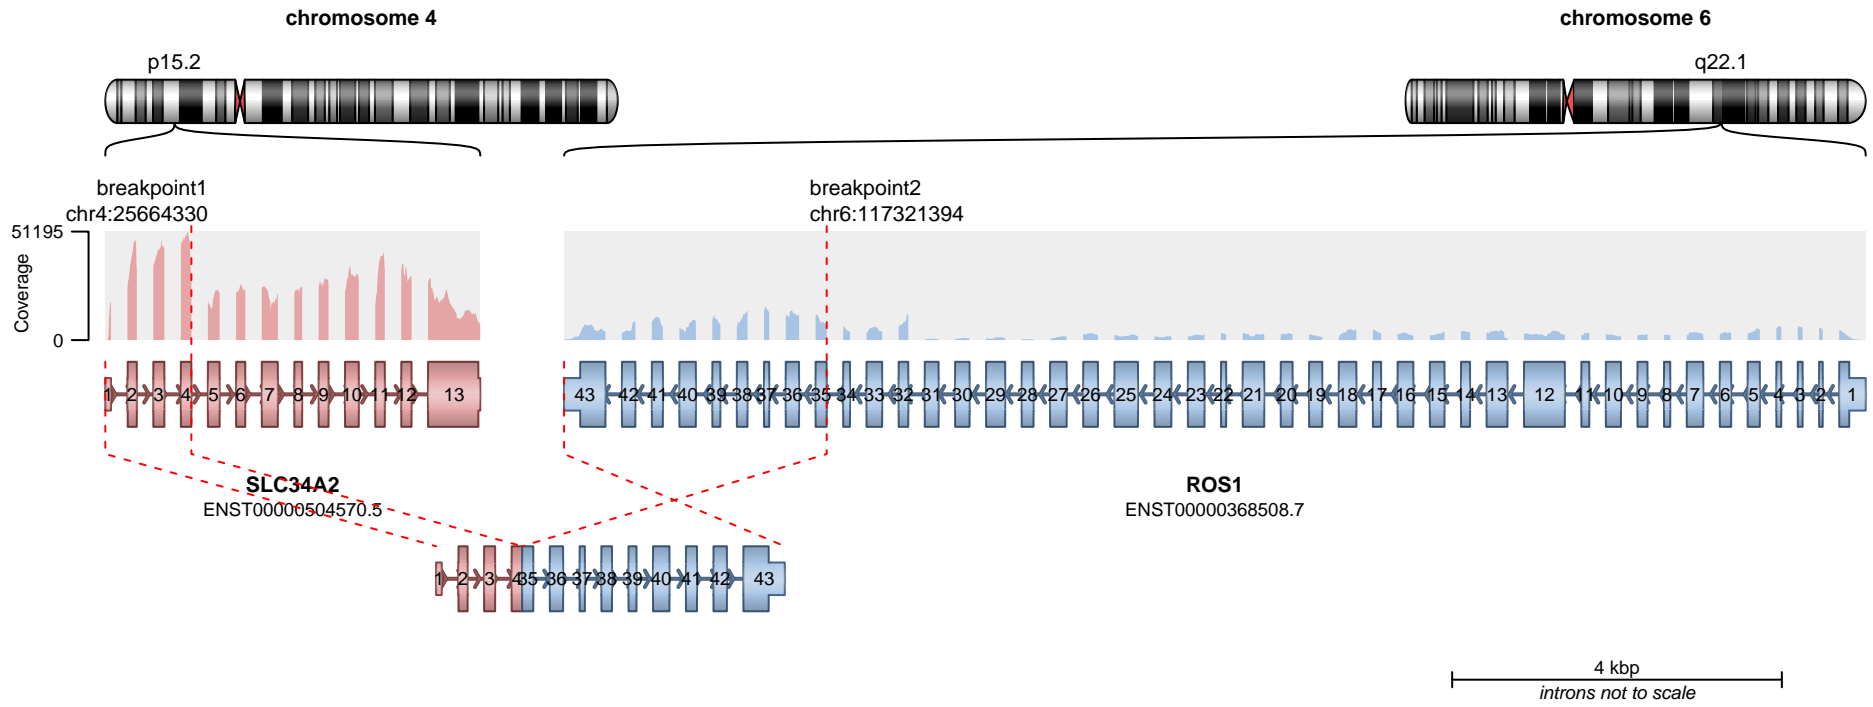 chromosome 4
chromosome 6
p15.2
q22.1
breakpoint1
chr4:25664330
breakpoint2
chr6:117321394
51195
Coverage
0
1 2 3 4 5 6 7 8 9 10 11 12 13
43 42 41 40 39 38 37 36 35 34 33 32 31 30 29 28 27 26 25 24 23 22 21 20 19 18 17 16 15 14 13 12 11 10 9 8 7 6 5 4 3 2 1
SLC34A2
ENST00000504570.5
ROS1
ENST00000368508.7
1 2 3 4 35 36 37 38 39 40 41 42 43
4 kbp
introns not to scale